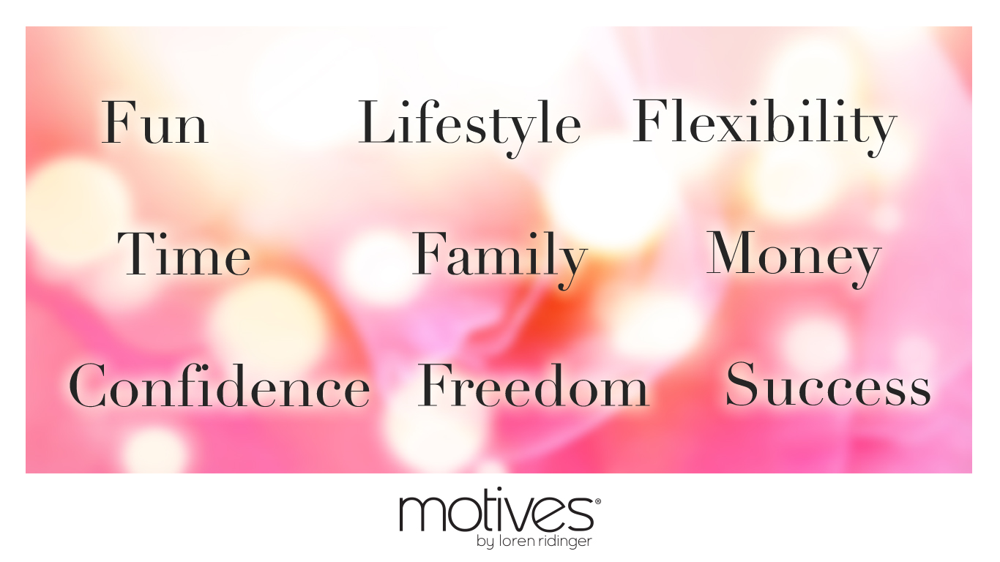 Fun Lifestyle Flexibility
Time Family Money
Confidence Freedom Success
motives®
by loren ridinger